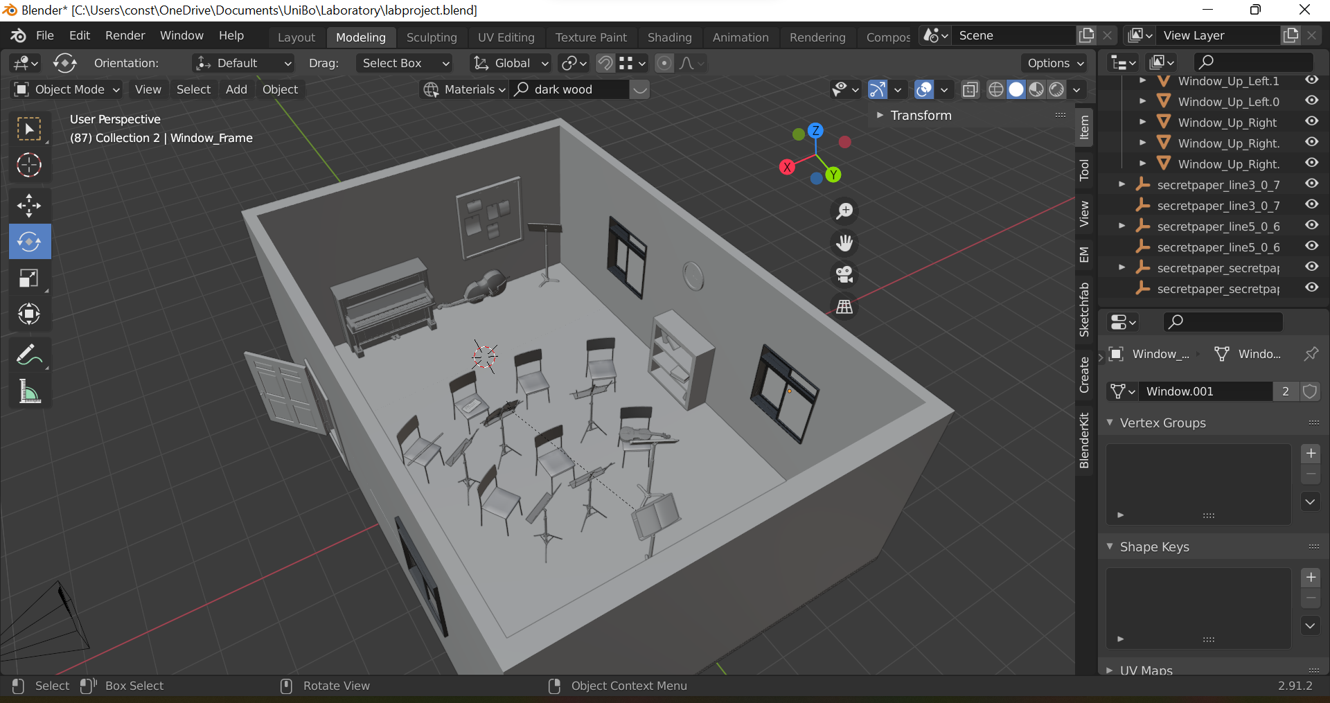 Blender* [C:\Users\const\OneDrive\Documents\UniBo\Laboratory\labproject.blend]
File Edit Render Window Help Layout Modeling Sculpting UV Editing Texture Paint Shading Animation Rendering Compos Scene View Layer
Orientation: Default Drag: Select Box Global Options
Object Mode View Select Add Object Materials dark wood
User Perspective
(87) Collection 2 | Window_Frame
Transform
Z
X
Y
Item
Tool
View
EM
Sketchfab
Create
BlenderKit
Window_Up_Left.1
Window_Up_Left.0
Window_Up_Right
Window_Up_Right.
Window_Up_Right.
secretpaper_line3_0_7
secretpaper_line3_0_7
secretpaper_line5_0_6
secretpaper_line5_0_6
secretpaper_secretpa
secretpaper_secretpa
Window_... Windo...
Window.001 2
Vertex Groups
Shape Keys
UV Maps
Select Box Select Rotate View Object Context Menu 2.91.2